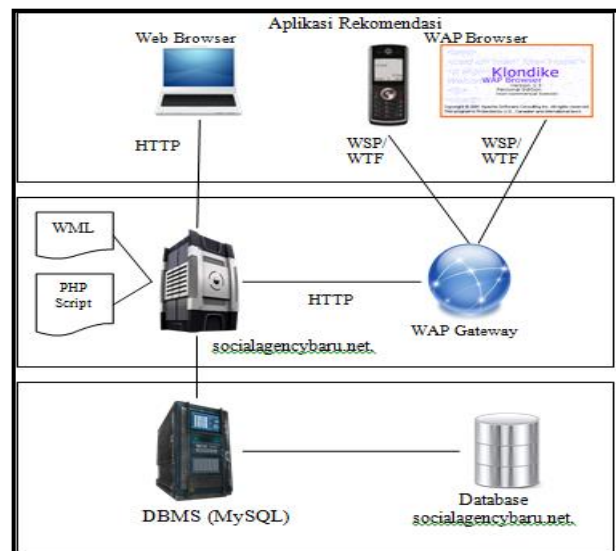 Aplikasi Rekomendasi
Web Browser
WAP Browser
Klondike
WAP Browser
HTTP
WSP/
WTF
WSP/
WTF
WML
PHP
Script
HTTP
WAP Gateway
socialagencybaru.net.
DBMS (MySQL)
Database
socialagencybaru.net.